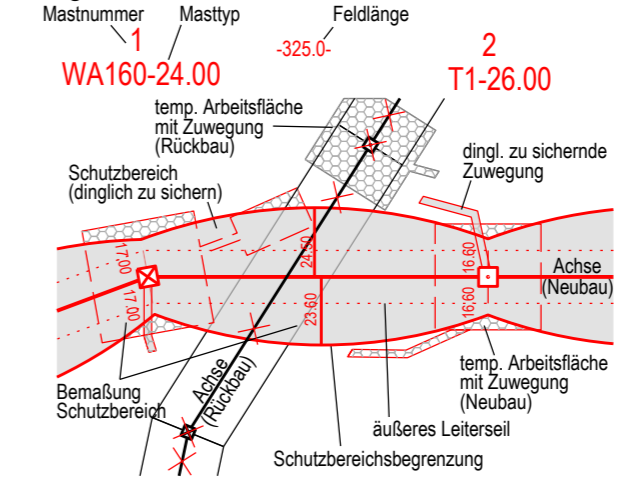 Mastnummer Masttyp Feldlänge
1 -325.0- 2
WA160-24.00 T1-26.00
temp. Arbeitsfläche
mit Zuwegung
(Rückbau)
dingl. zu sichernde
Zuwegung
Schutzbereich
(dinglich zu sichern)
17.00
17.00
24.50
23.60
16.60
16.60
Achse
(Neubau)
Achse
(Rückbau)
Bemaßung
Schutzbereich
temp. Arbeitsfläche
mit Zuwegung
(Neubau)
äußeres Leiterseil
Schutzbereichsbegrenzung